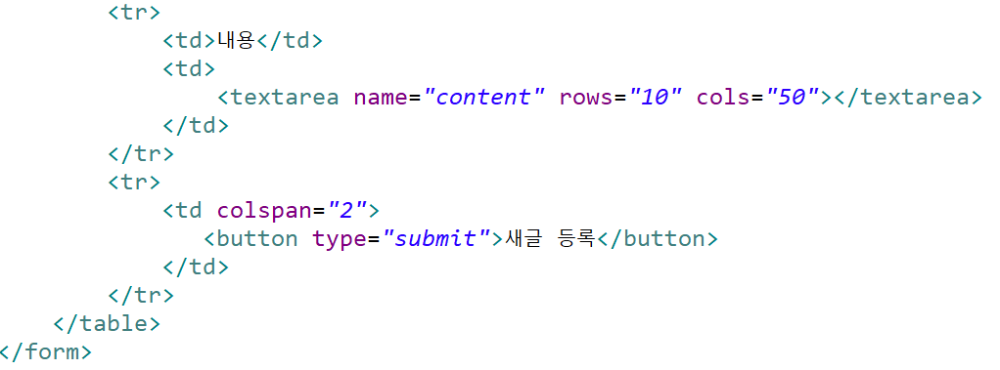 <tr>
<td>내용</td>
<td>
<textarea name="content" rows="10" cols="50"></textarea>
</td>
</tr>
<tr>
<td colspan="2">
<button type="submit">새글 등록</button>
</td>
</tr>
</table>
</form>